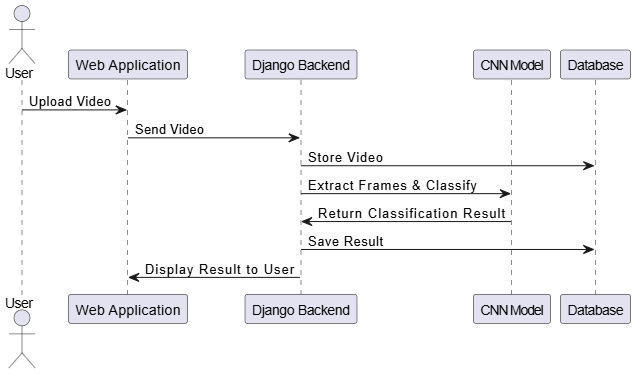 User
Web Application
Django Backend
CNN Model
Database
Upload Video
Send Video
Store Video
Extract Frames & Classify
Return Classification Result
Save Result
Display Result to User
User
Web Application
Django Backend
CNN Model
Database